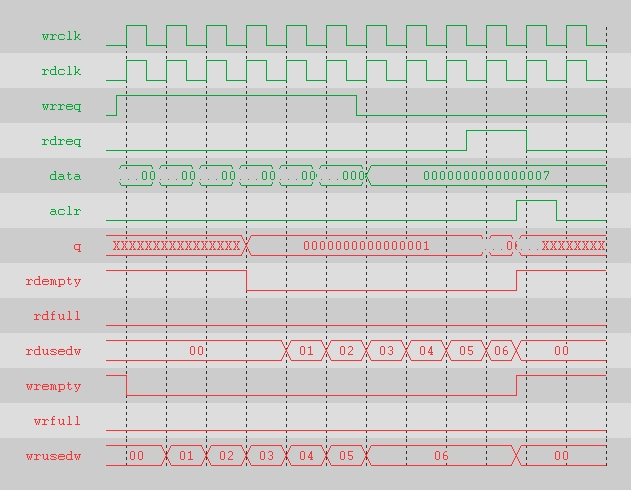 wrclk
rdclk
wrreq
rdreq
data ...00 ...00 ...00 ...00 ...00 ...000 0000000000000007
aclr
q XXXXXXXXXXXXXXXX 0000000000000001 ...0 ...XXXXXXXX
rdempty
rdfull
rdusedw 00 01 02 03 04 05 06 00
wrempty
wrfull
wrusedw 00 01 02 03 04 05 06 00